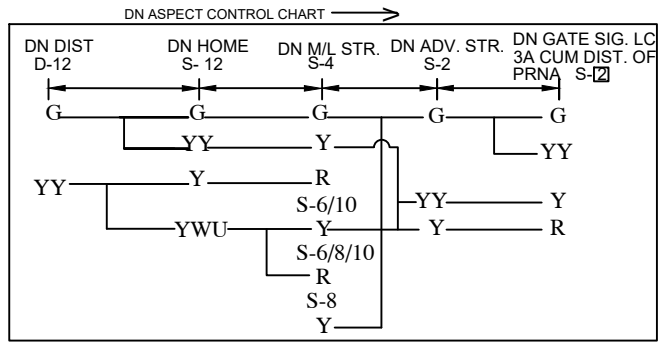 DN ASPECT CONTROL CHART
DN DIST
D-12
DN HOME
S- 12
DN M/L STR.
S-4
DN ADV. STR.
S-2
DN GATE SIG. LC
3A CUM DIST. OF
PRNA S-2
G G G G G
YY Y YY
YY Y R YY Y
S-6/10
YWU Y Y R
S-6/8/10
R
S-8
Y